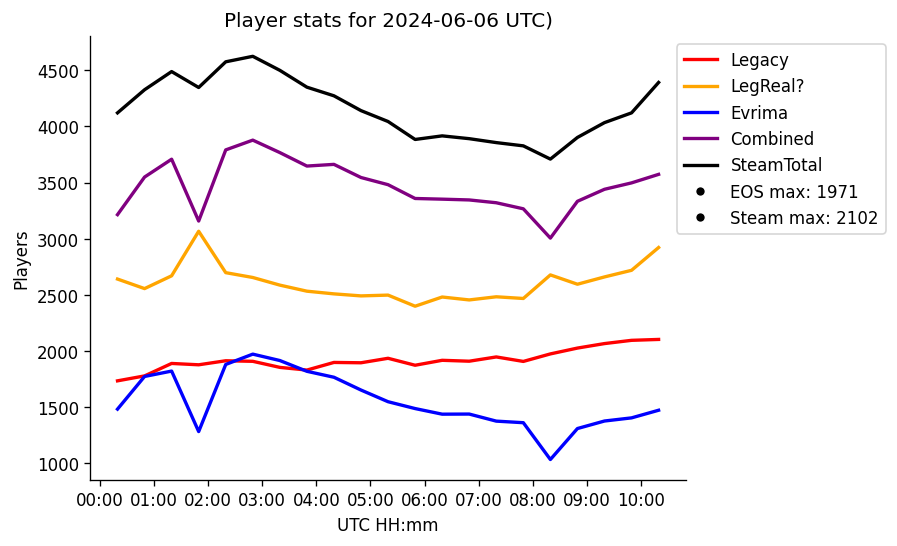 Player stats for 2024-06-06 UTC)
Legacy
LegReal?
Evrima
Combined
SteamTotal
EOS max: 1971
Steam max: 2102
Players
4500
4000
3500
3000
2500
2000
1500
1000
00:00 01:00 02:00 03:00 04:00 05:00 06:00 07:00 08:00 09:00 10:00
UTC HH:mm